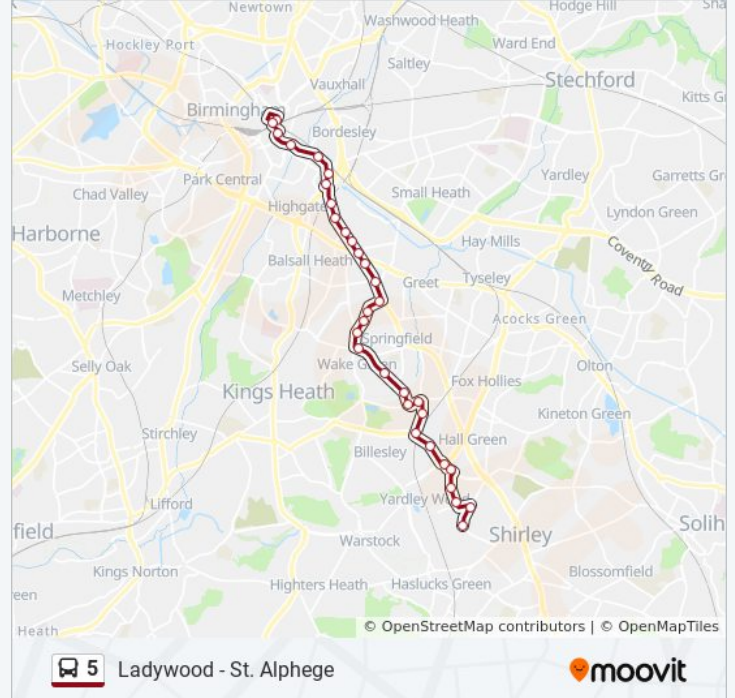 Newtown
Hodge Hill
Washwood Heath
Hockley Port
Ward End
Saltley
Stechford
Vauxhall
Kitts Gr
Birmingham
Bordesley
Park Central
Yardley
Garretts Gr
Chad Valley
Small Heath
Highgate
Lyndon Green
Harborne
Hay Mills
Coventry Road
Balsall Heath
Tyseley
Greet
Metchley
Acocks Green
Springfield
Selly Oak
Wake Green
Olton
Fox Hollies
Kings Heath
Kineton Green
Stirchley
Hall Green
Billesley
Yardley Wood
Lifford
field
Solih
Shirley
Warstock
Kings Norton
Blossomfield
Highters Heath
Haslucks Green
een
Heath
© OpenStreetMap contributors | © OpenMapTiles
5 Ladywood - St. Alphege
moovit